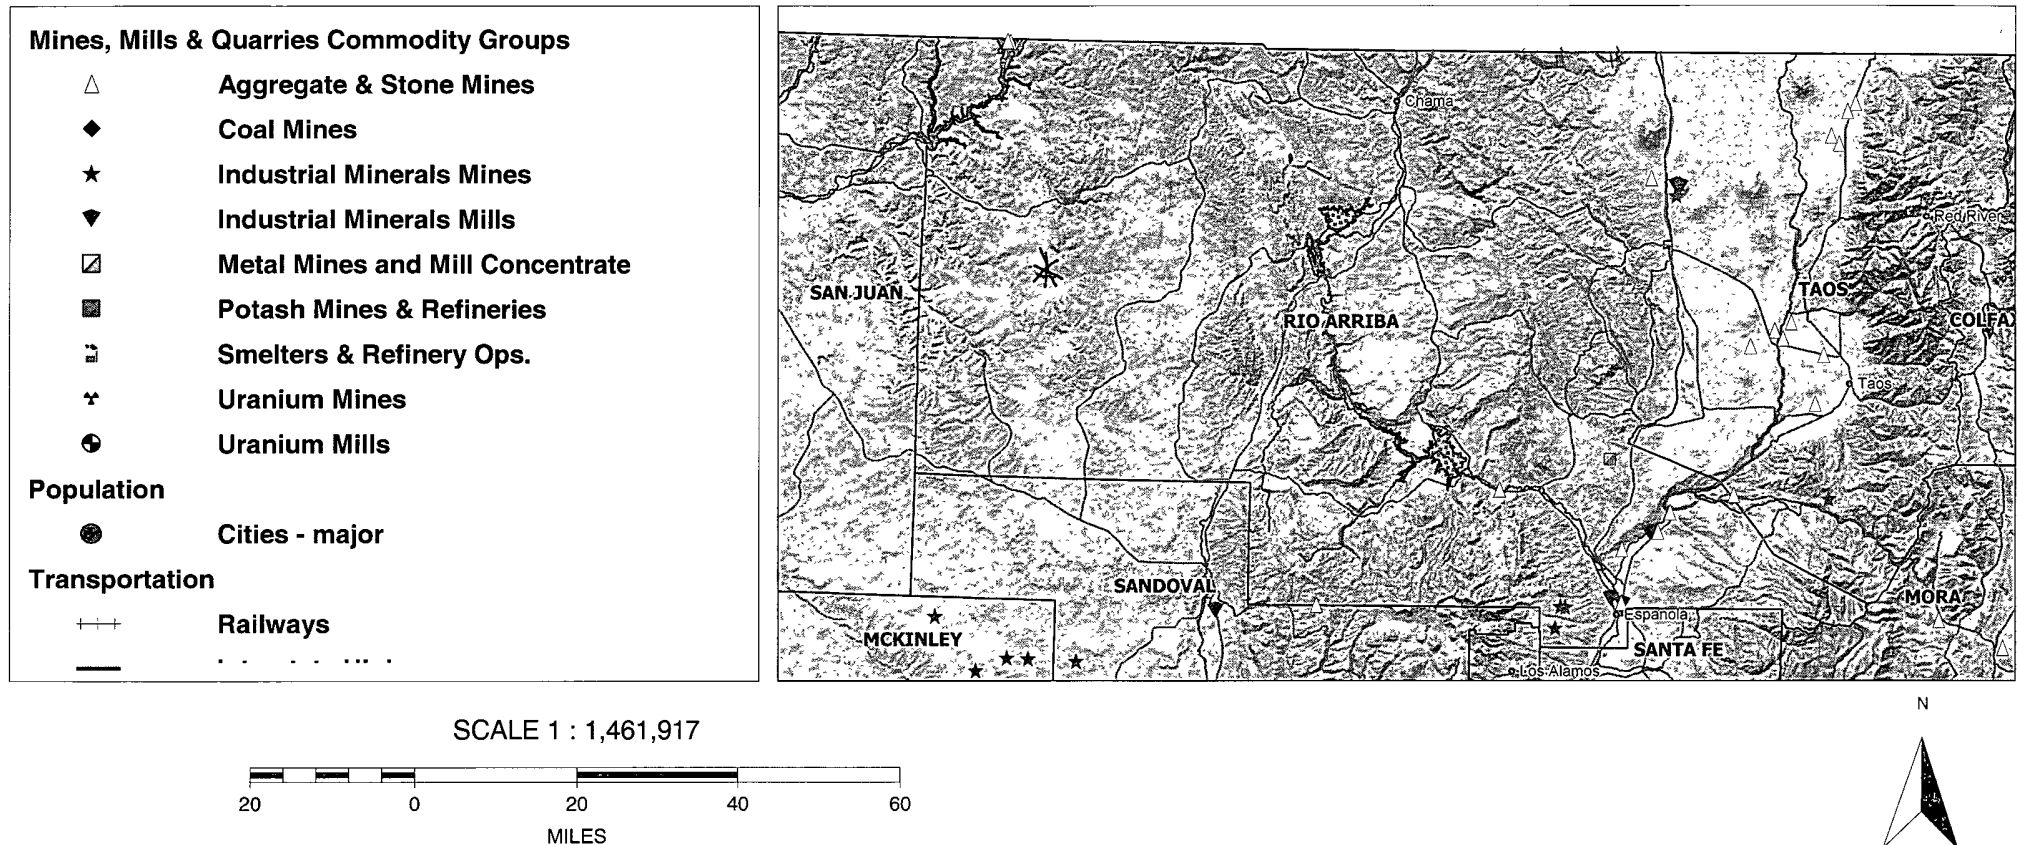 Mines, Mills & Quarries Commodity Groups
Aggregate & Stone Mines
Coal Mines
Industrial Minerals Mines
Industrial Minerals Mills
Metal Mines and Mill Concentrate
Potash Mines & Refineries
Smelters & Refinery Ops.
Uranium Mines
Uranium Mills
Population
Cities - major
Transportation
Railways
Chama
Red River
SAN JUAN
TAOS
RIO ARRIBA
COLFAX
Taos
SANDOVAL
MORA
Espanola
MCKINLEY
SANTA FE
Los Alamos
SCALE 1 : 1,461,917
20 0 20 40 60
MILES
N